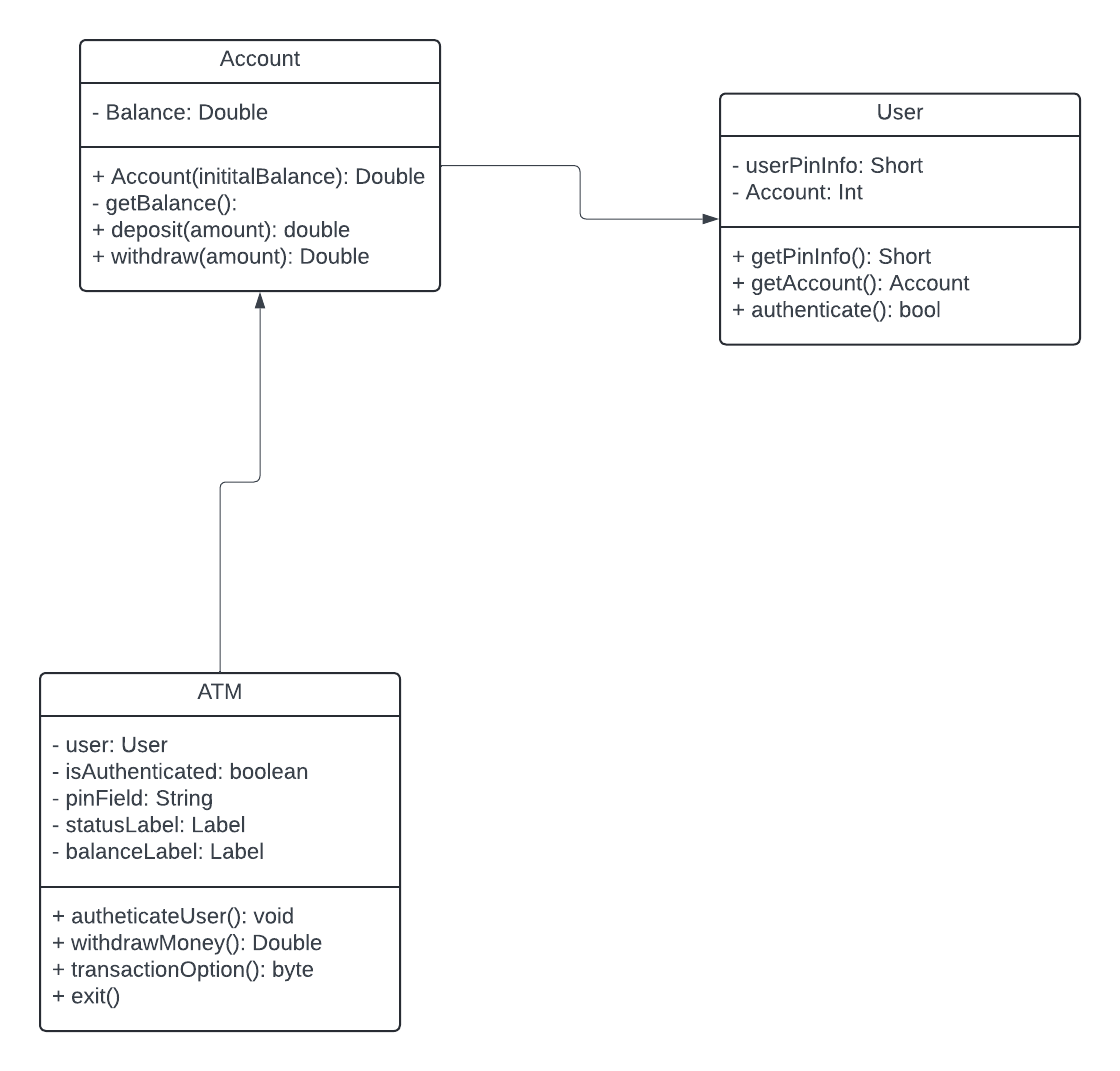 Account
- Balance: Double
+ Account(inititalBalance): Double
- getBalance():
+ deposit(amount): double
+ withdraw(amount): Double
User
- userPinInfo: Short
- Account: Int
+ getPinInfo(): Short
+ getAccount(): Account
+ authenticate(): bool
ATM
- user: User
- isAuthenticated: boolean
- pinField: String
- statusLabel: Label
- balanceLabel: Label
+ autheticateUser(): void
+ withdrawMoney(): Double
+ transactionOption(): byte
+ exit()